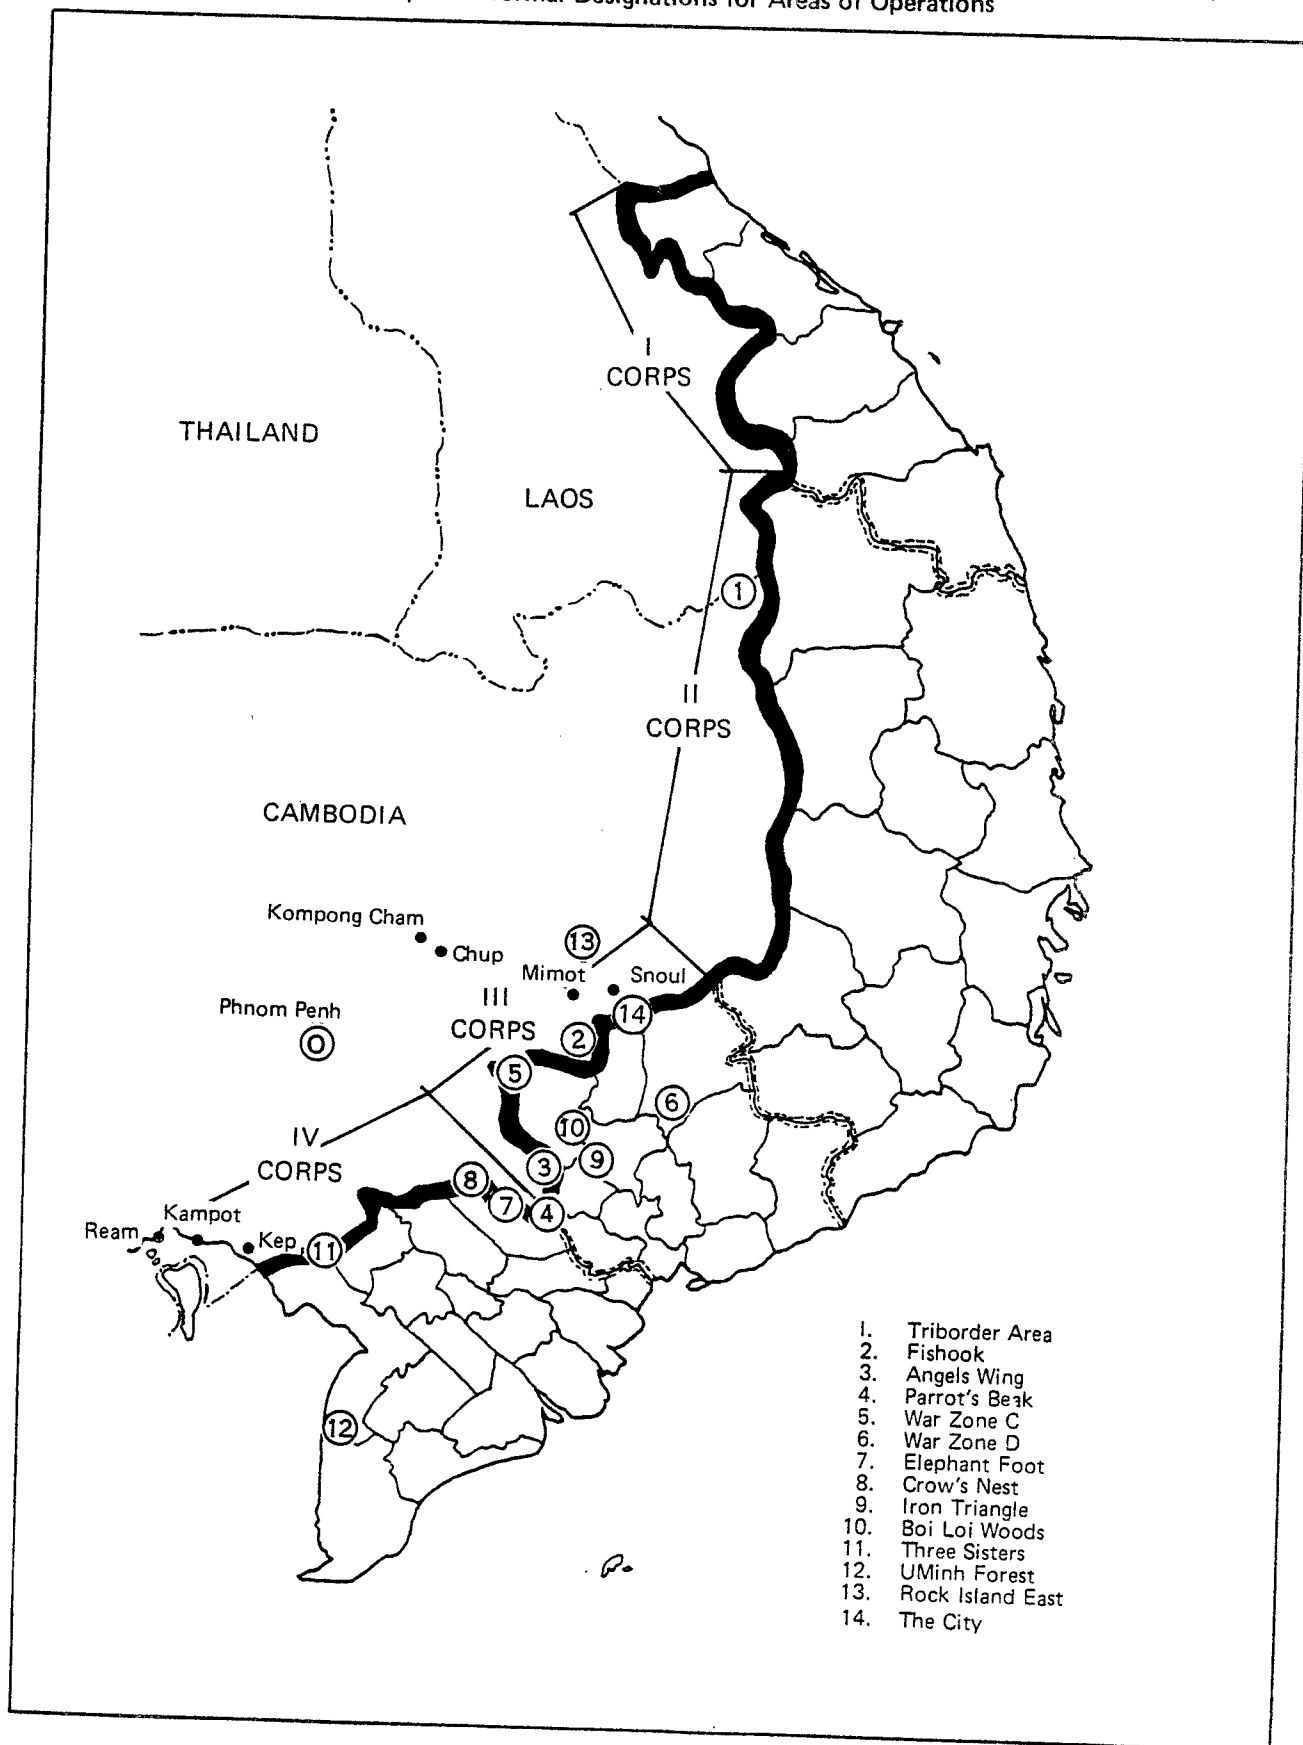 Designations for Areas of Operations
I
CORPS
THAILAND
LAOS
1
II
CORPS
CAMBODIA
Kompong Cham
Chup
13
Mimot
Snoul
III
CORPS
Phnom Penh
14
2
5
6
10
IV
CORPS
9
3
8
7
4
Kampot
Ream
Kep
11
12
1. Triborder Area
2. Fishook
3. Angels Wing
4. Parrot's Beak
5. War Zone C
6. War Zone D
7. Elephant Foot
8. Crow's Nest
9. Iron Triangle
10. Boi Loi Woods
11. Three Sisters
12. UMinh Forest
13. Rock Island East
14. The City